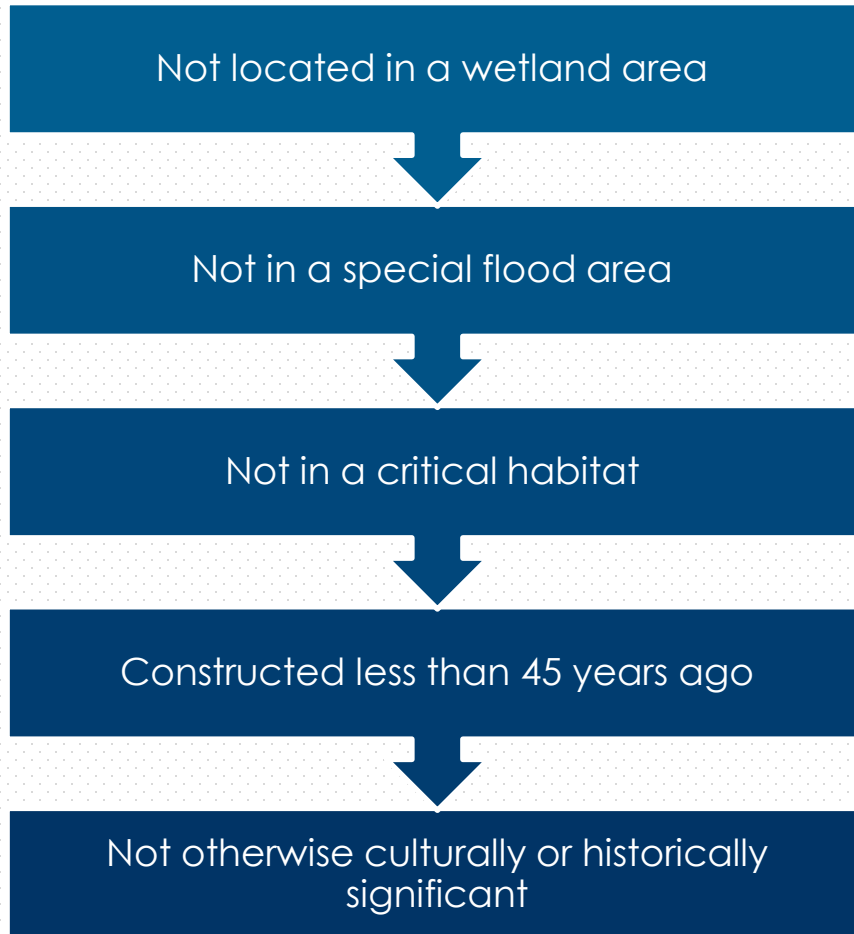 Not located in a wetland area
Not in a special flood area
Not in a critical habitat
Constructed less than 45 years ago
Not otherwise culturally or historically
significant